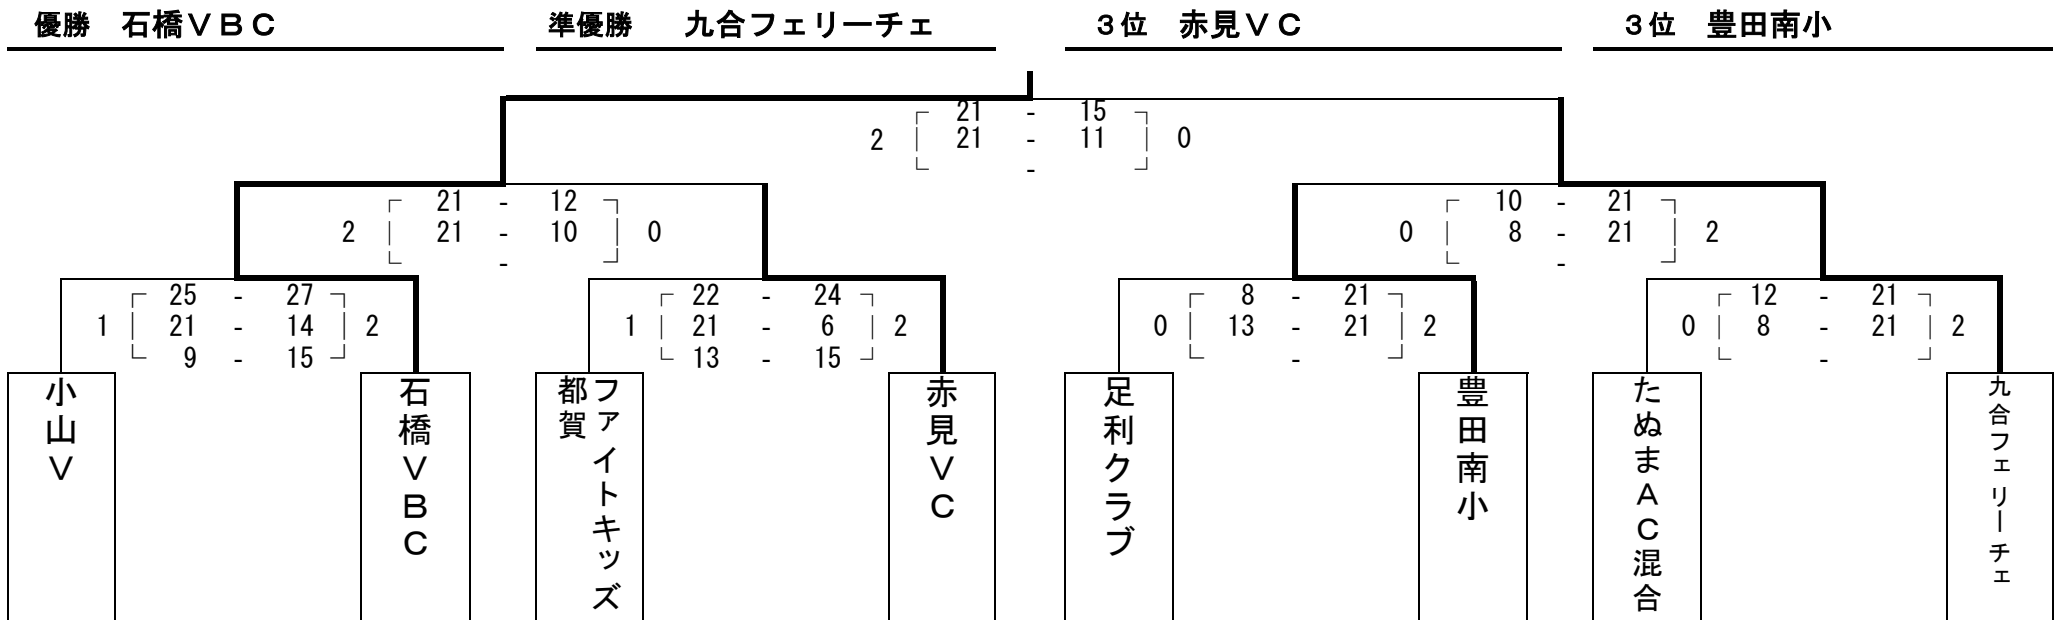 優勝　石橋ＶＢＣ　準優勝　九合フェリーチェ　３位　赤見ＶＣ　３位　豊田南小
21 - 15
2 21 - 11 0
-
21 - 12 10 - 21
2 21 - 10 0 0 8 - 21 2
- -
25 - 27 22 - 24 8 - 21 12 - 21
1 21 - 14 2 1 21 - 6 2 0 13 - 21 2 0 8 - 21 2
9 - 15 13 - 15 - -
小山Ｖ
石橋ＶＢＣ
都賀
ファイトキッズ
赤見ＶＣ
足利クラブ
豊田南小
たぬまＡＣ混合
九合フェリーチェ